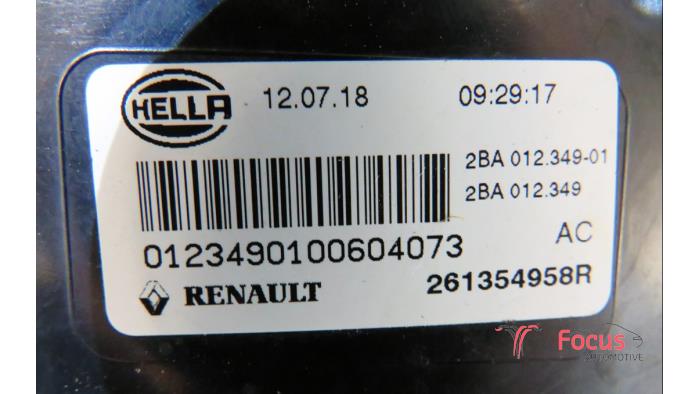 HELLA 12.07.18 09:29:17
2BA 012.349-01
2BA 012.349
0123490100604073 AC
RENAULT 261354958R
Focus
AUTOMOTIVE